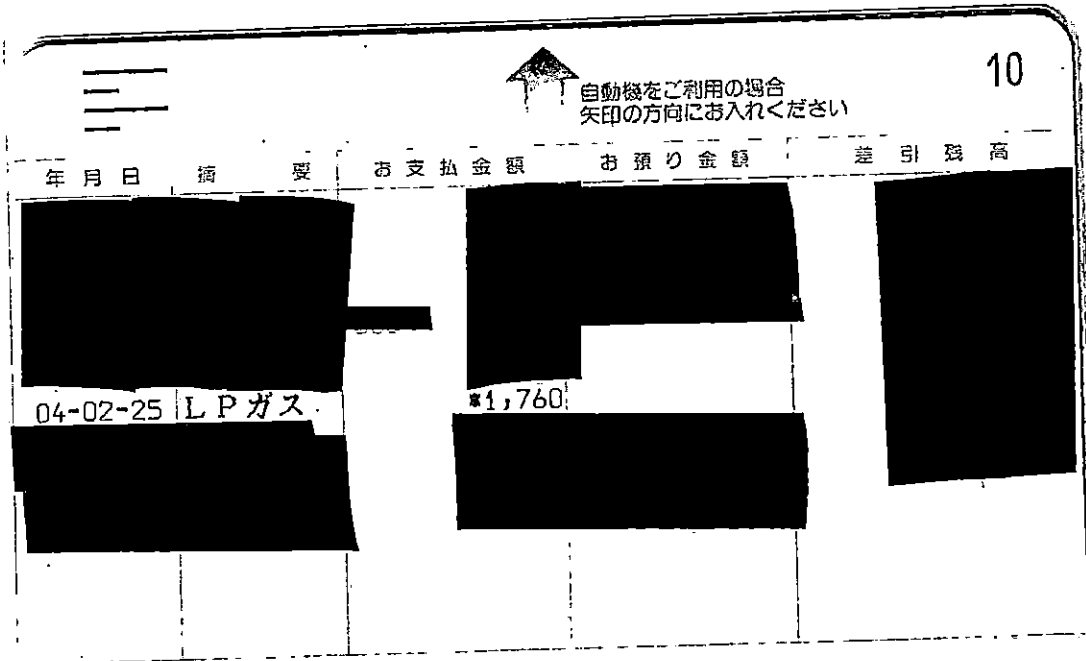 10
自動機をご利用の場合
矢印の方向にお入れください
年月日 摘要 お支払金額 お預り金額 差引残高
04-02-25 LPガス *1,760